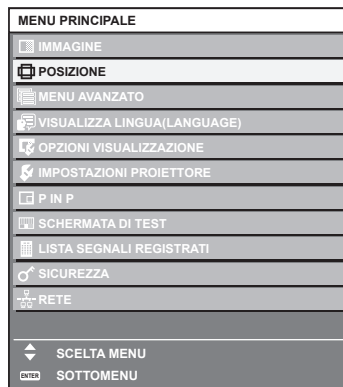 MENU PRINCIPALE
IMMAGINE
POSIZIONE
MENU AVANZATO
VISUALIZZA LINGUA(LANGUAGE)
OPZIONI VISUALIZZAZIONE
IMPOSTAZIONI PROIETTORE
P IN P
SCHERMATA DI TEST
LISTA SEGNALI REGISTRATI
SICUREZZA
RETE
SCELTA MENU
ENTER SOTTOMENU